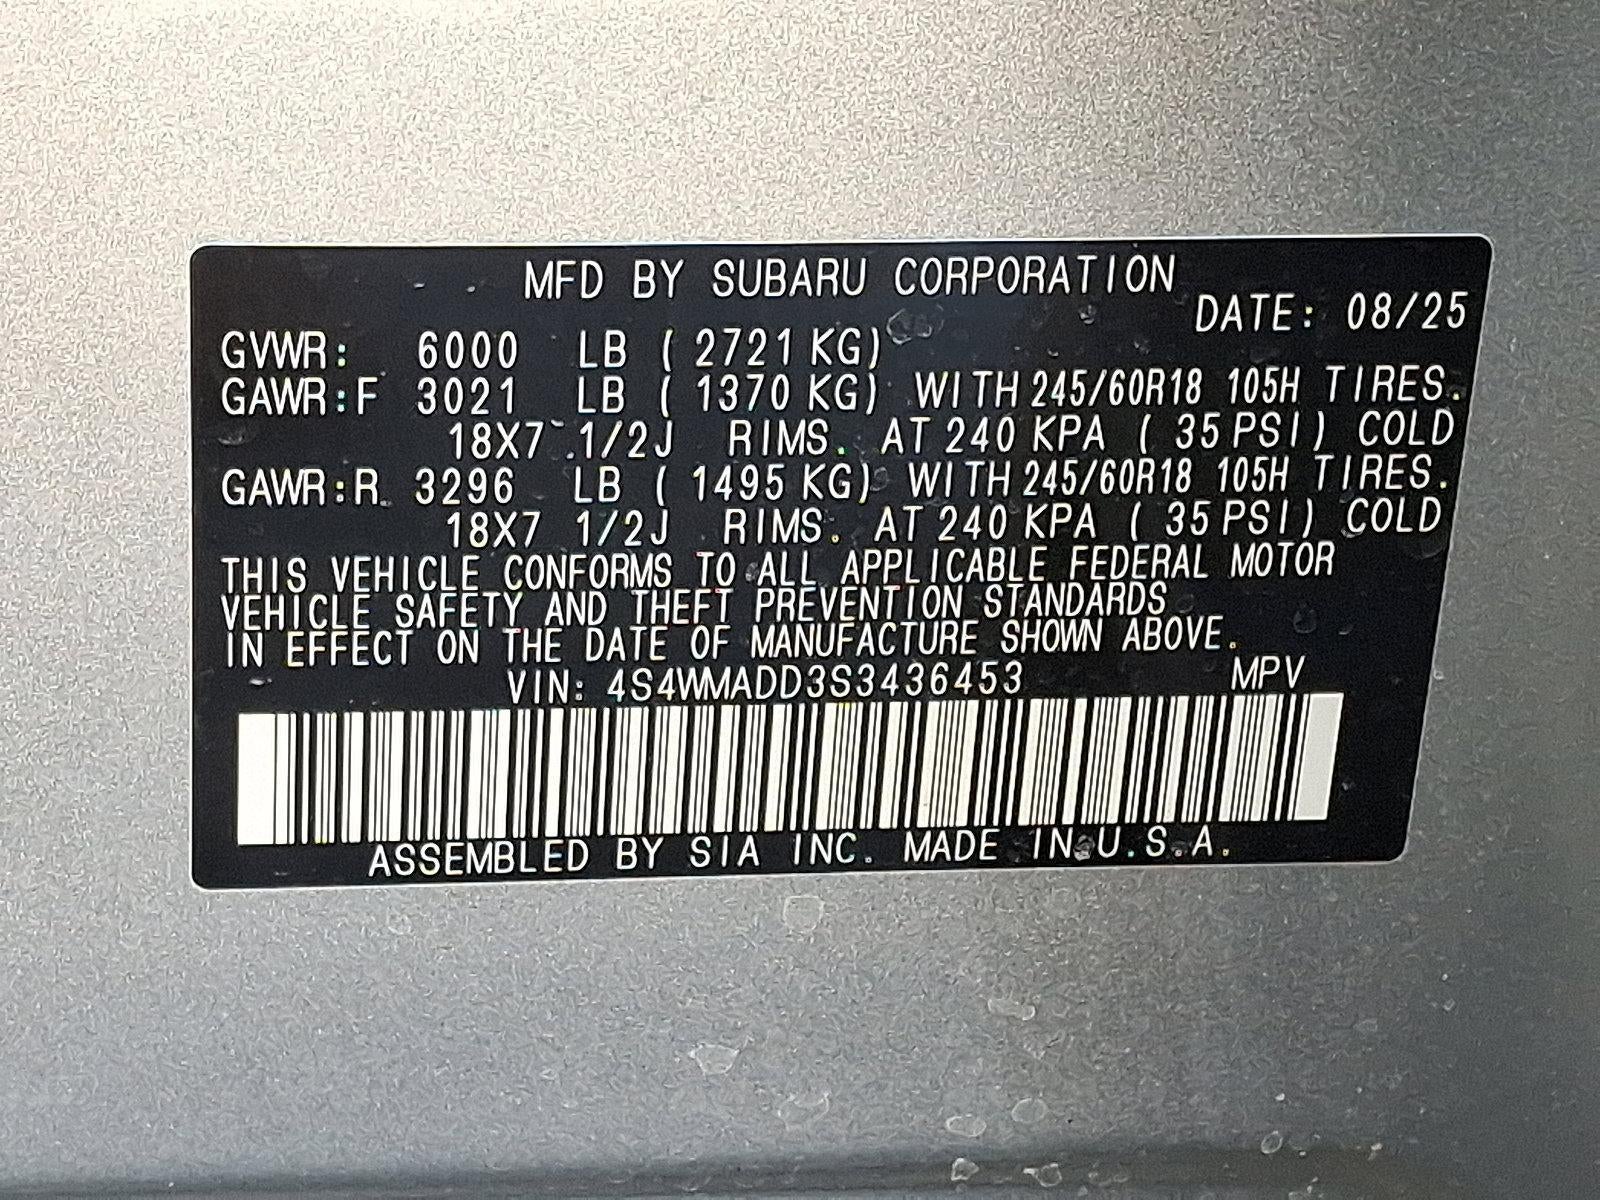 MFD BY SUBARU CORPORATION
DATE: 08/25
GVWR: 6000 LB ( 2721 KG)
GAWR:F 3021 LB ( 1370 KG) WITH 245/60R18 105H TIRES.
18X7 1/2J RIMS. AT 240 KPA ( 35 PSI) COLD
GAWR:R 3296 LB ( 1495 KG) WITH 245/60R18 105H TIRES.
18X7 1/2J RIMS. AT 240 KPA ( 35 PSI) COLD
THIS VEHICLE CONFORMS TO ALL APPLICABLE FEDERAL MOTOR
VEHICLE SAFETY AND THEFT PREVENTION STANDARDS
IN EFFECT ON THE DATE OF MANUFACTURE SHOWN ABOVE.
VIN: 4S4WMADD3S3436453 MPV
ASSEMBLED BY SIA INC. MADE IN U.S.A.